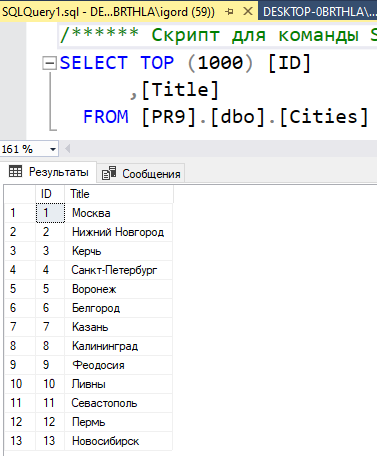 SQLQuery1.sql - DE...BRTHLA\igord (59))
DESKTOP-0BRTHLA\...
/****** Скрипт для команды S
SELECT TOP (1000) [ID]
,[Title]
FROM [PR9].[dbo].[Cities]
161 %
Результаты Сообщения
ID Title
1 1 Москва
2 2 Нижний Новгород
3 3 Керчь
4 4 Санкт-Петербург
5 5 Воронеж
6 6 Белгород
7 7 Казань
8 8 Калининград
9 9 Феодосия
10 10 Ливны
11 11 Севастополь
12 12 Пермь
13 13 Новосибирск